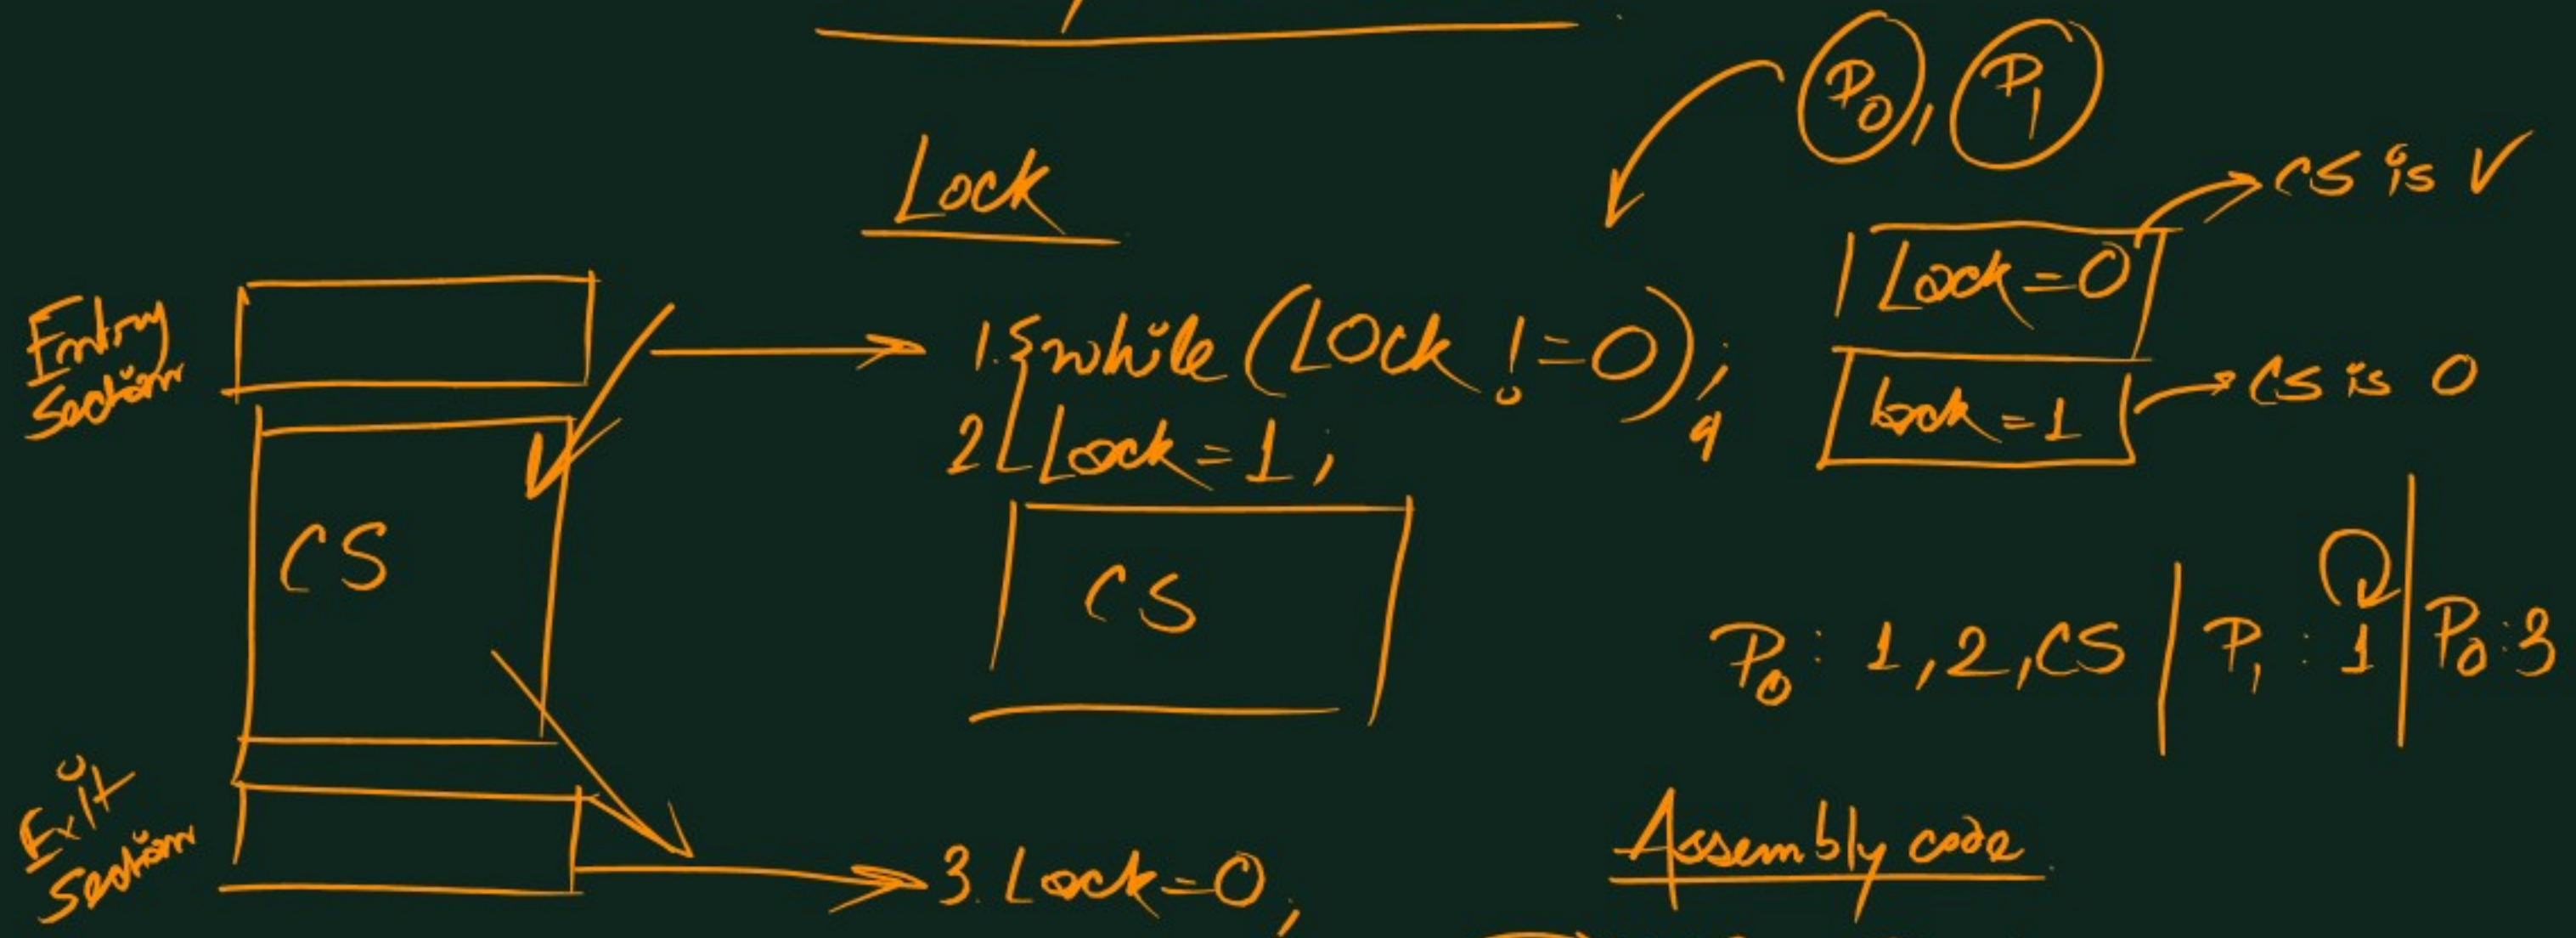 P₀, P₁
Lock
CS is V
Lock=0
Entry Section
1. while (LOCK != 0);
Lock=1
CS is O
2 Lock=1;
CS
CS
P₀: 1,2,CS | P₁: 1 | P₀:3
Exit Section
Assembly code
3. Lock=0;